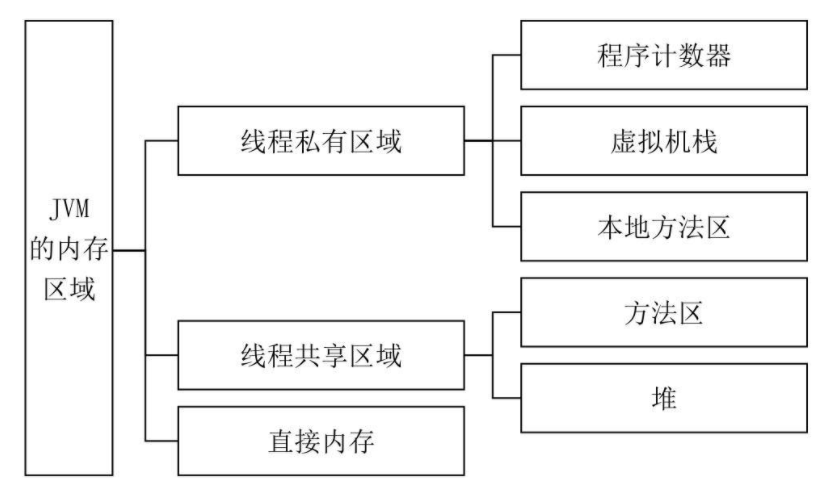 JVM
的内存
区域
线程私有区域
程序计数器
虚拟机栈
本地方法区
线程共享区域
方法区
堆
直接内存